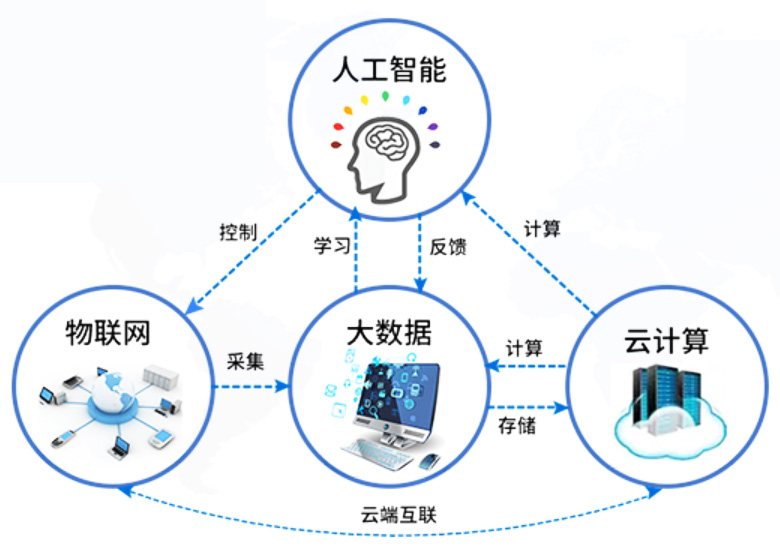 人工智能
控制
学习
反馈
计算
物联网
采集
大数据
计算
存储
云计算
云端互联